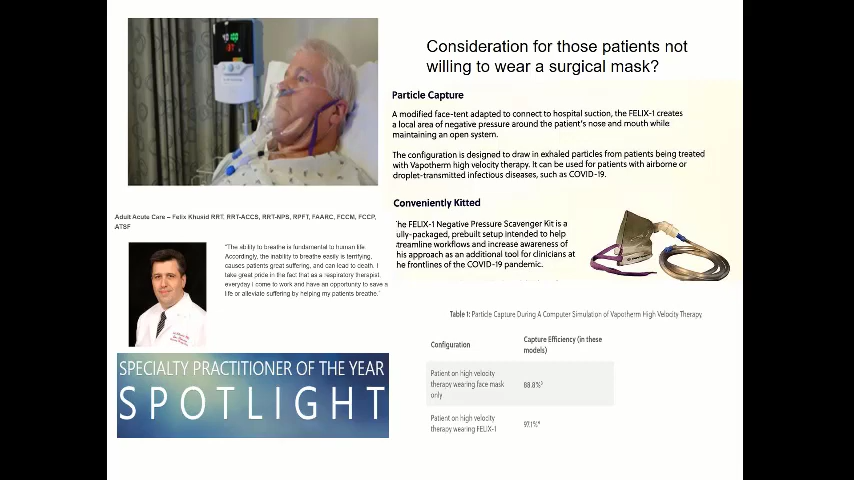 Consideration for those patients not
willing to wear a surgical mask?
Particle Capture
A modified face-tent adapted to connect to hospital suction, the FELIX-1 creates
a local area of negative pressure around the patient's nose and mouth while
maintaining an open system.
The configuration is designed to draw in exhaled particles from patients being treated
with Vapotherm high velocity therapy. It can be used for patients with airborne or
droplet-transmitted infectious diseases, such as COVID-19.
Conveniently Kitted
he FELIX-1 Negative Pressure Scavenger Kit is a
ully-packaged, prebuilt setup intended to help
treamline workflows and increase awareness of
his approach as an additional tool for clinicians at
he frontlines of the COVID-19 pandemic.
Adult Acute Care – Felix Khusid RRT, RRT-ACCS, RRT-NPS, RPFT, FAARC, FCCM, FCCP,
ATSF
"The ability to breathe is fundamental to human life.
Accordingly, the inability to breathe easily is terrifying,
causes patients great suffering, and can lead to death. I
take great pride in the fact that as a respiratory therapist,
everyday I come to work and have an opportunity to save a
life or alleviate suffering by helping my patients breathe."
SPECIALTY PRACTITIONER OF THE YEAR
SPOTLIGHT
Table 1: Particle Capture During A Computer Simulation of Vapotherm High Velocity Therapy
Configuration
Capture Efficiency (in these
models)
Patient on high velocity
therapy wearing face mask
only
88.8%
Patient on high velocity
therapy wearing FELIX-1
97.1%